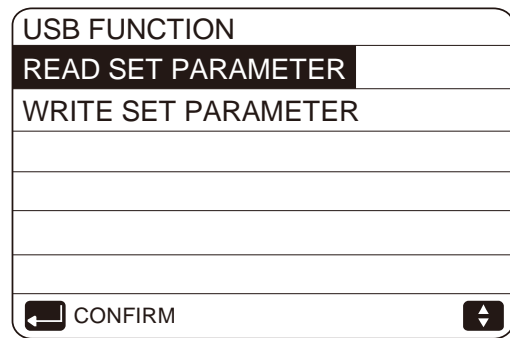 USB FUNCTION
READ SET PARAMETER
WRITE SET PARAMETER
CONFIRM